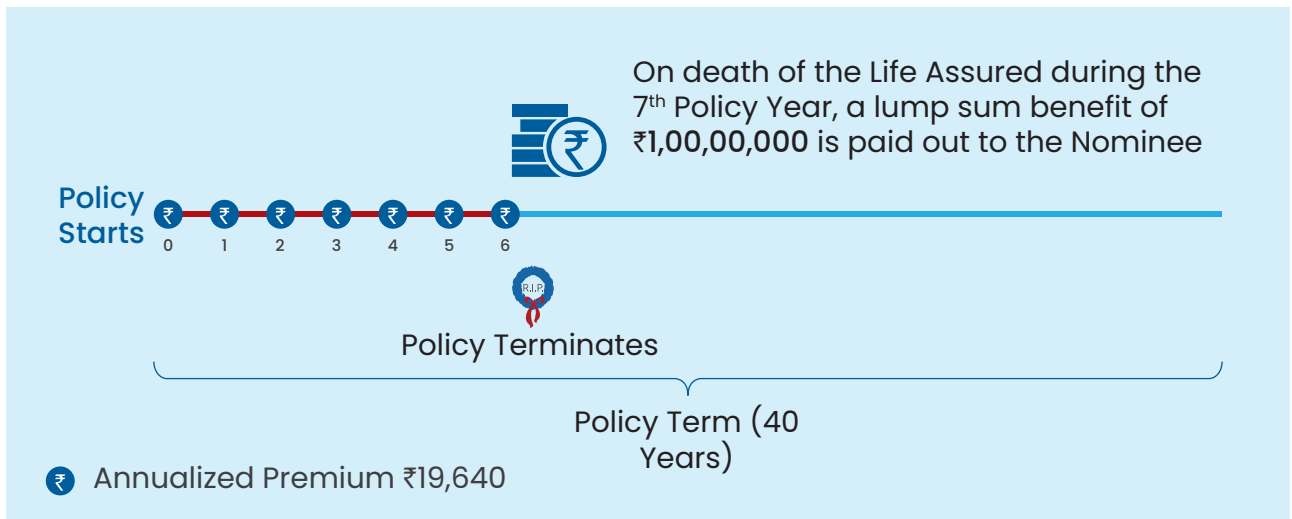 On death of the Life Assured during the
7th Policy Year, a lump sum benefit of
₹1,00,00,000 is paid out to the Nominee
₹
Policy
Starts
₹ ₹ ₹ ₹ ₹ ₹ ₹
0 1 2 3 4 5 6
R.I.P.
Policy Terminates
Policy Term (40
Years)
₹ Annualized Premium ₹19,640